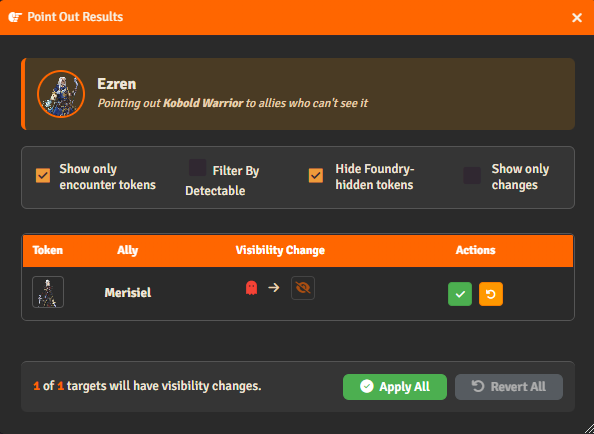 Point Out Results
Ezren
Pointing out Kobold Warrior to allies who can't see it
Show only
encounter tokens
Filter By
Detectable
Hide Foundry-
hidden tokens
Show only
changes
Token Ally Visibility Change Actions
Merisiel
1 of 1 targets will have visibility changes.
Apply All
Revert All